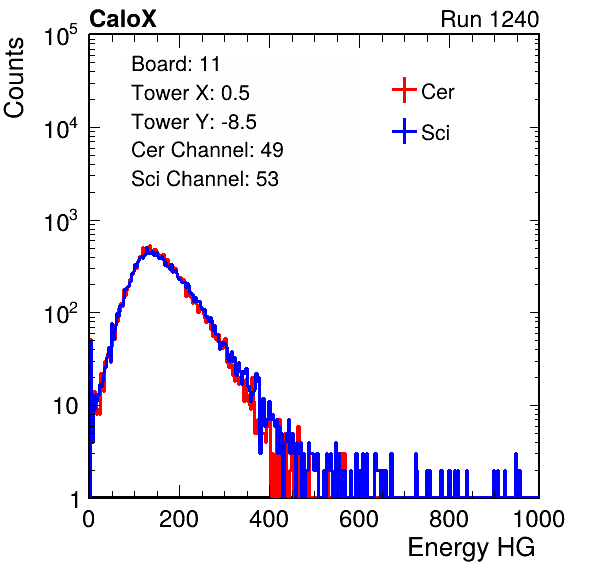 CaloX Run 1240
Counts
Board: 11
Tower X: 0.5
Tower Y: -8.5
Cer Channel: 49
Sci Channel: 53
Cer
Sci
10^5
10^4
10^3
10^2
10
1
0 200 400 600 800 1000
Energy HG